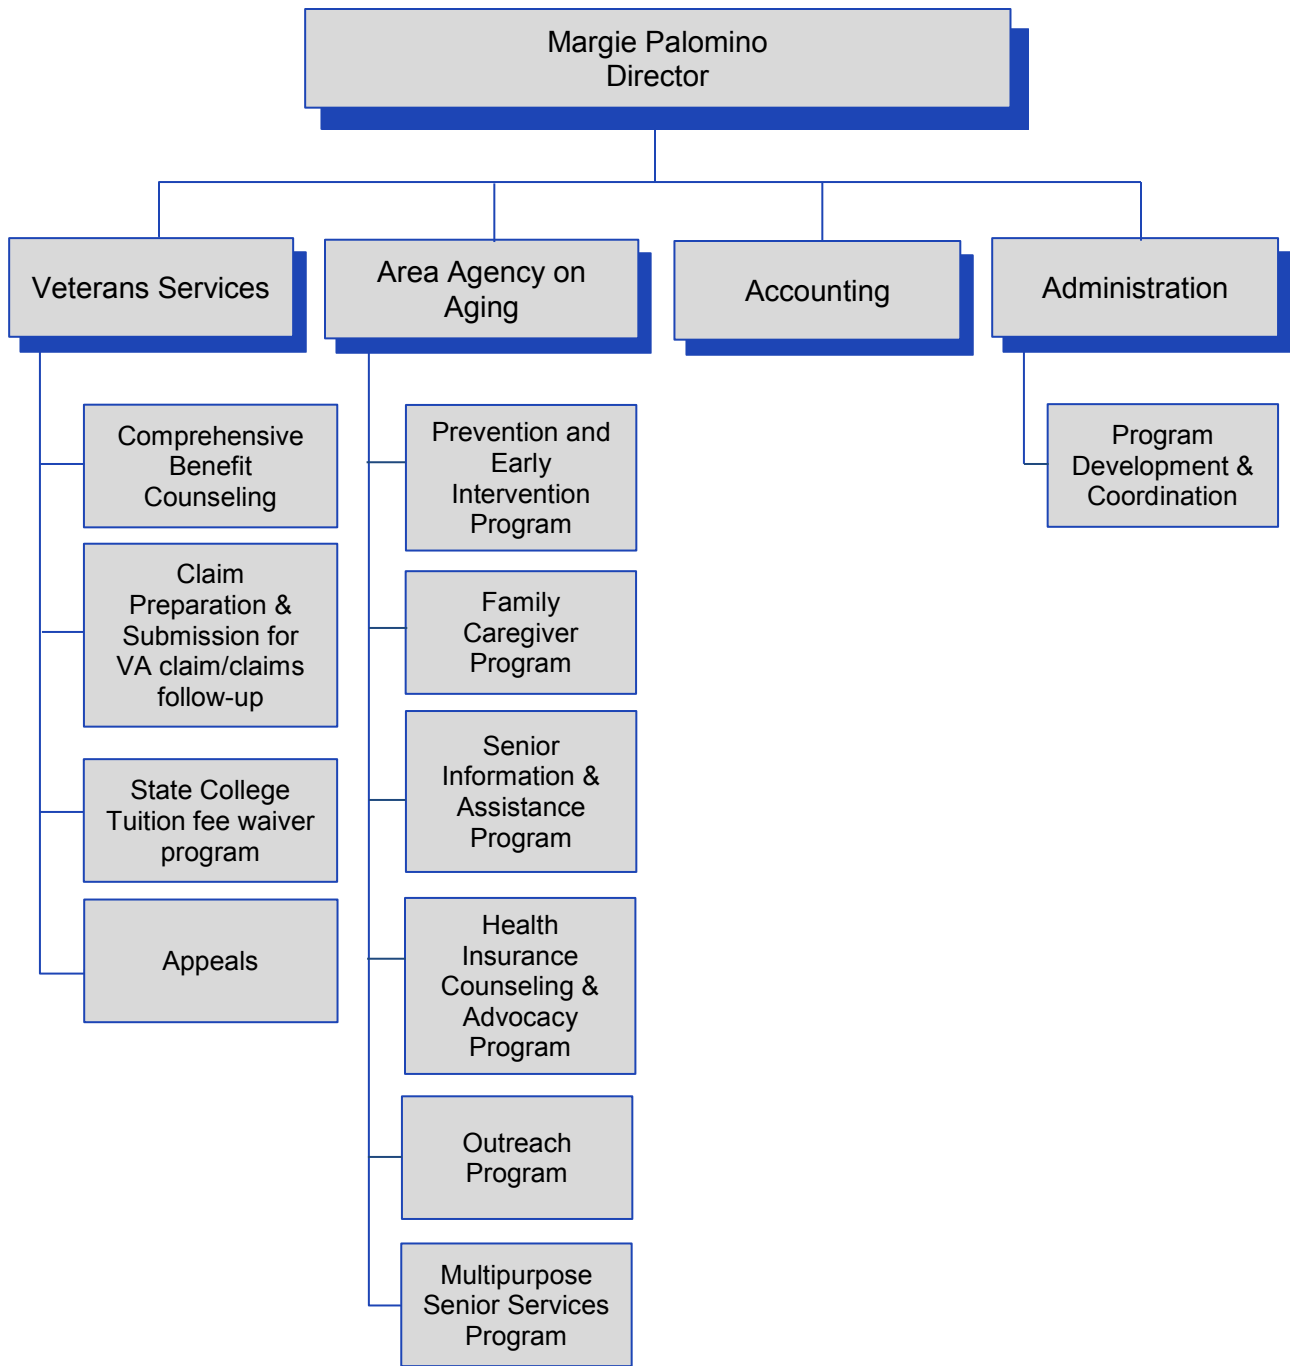 Margie Palomino
Director
Veterans Services
Area Agency on
Aging
Accounting
Administration
Comprehensive
Benefit
Counseling
Claim
Preparation &
Submission for
VA claim/claims
follow-up
State College
Tuition fee waiver
program
Appeals
Prevention and
Early
Intervention
Program
Family
Caregiver
Program
Senior
Information &
Assistance
Program
Health
Insurance
Counseling &
Advocacy
Program
Outreach
Program
Multipurpose
Senior Services
Program
Program
Development &
Coordination